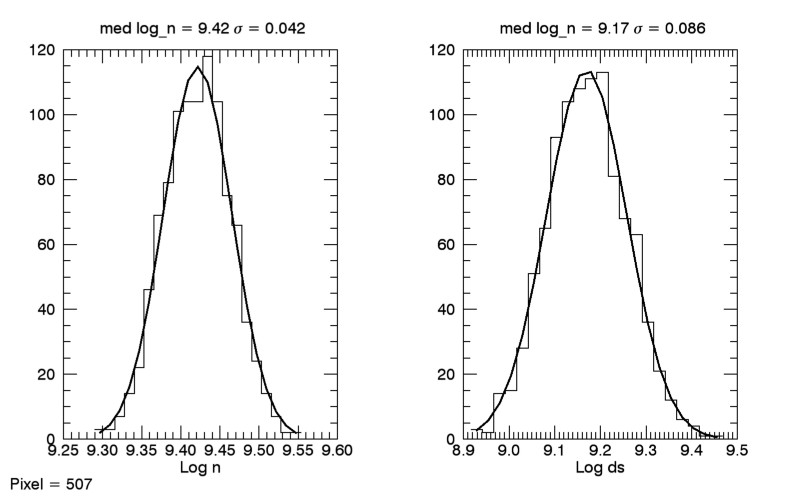 med log_n = 9.42 σ = 0.042
med log_n = 9.17 σ = 0.086
120
100
80
60
40
20
0
9.25 9.30 9.35 9.40 9.45 9.50 9.55 9.60
Log n
120
100
80
60
40
20
0
8.9 9.0 9.1 9.2 9.3 9.4 9.5
Log ds
Pixel = 507